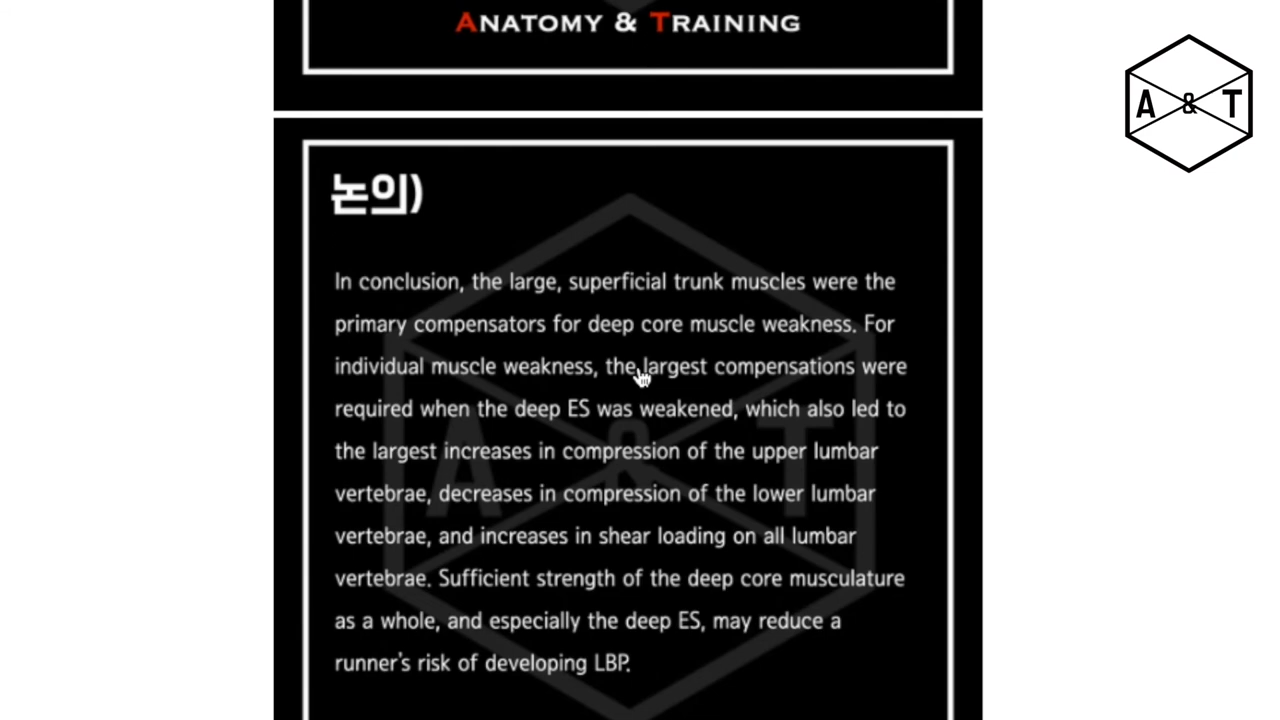 ANATOMY & TRAINING
A & T
논의)
In conclusion, the large, superficial trunk muscles were the
primary compensators for deep core muscle weakness. For
individual muscle weakness, the largest compensations were
required when the deep ES was weakened, which also led to
the largest increases in compression of the upper lumbar
vertebrae, decreases in compression of the lower lumbar
vertebrae, and increases in shear loading on all lumbar
vertebrae. Sufficient strength of the deep core musculature
as a whole, and especially the deep ES, may reduce a
runner's risk of developing LBP.
A & T